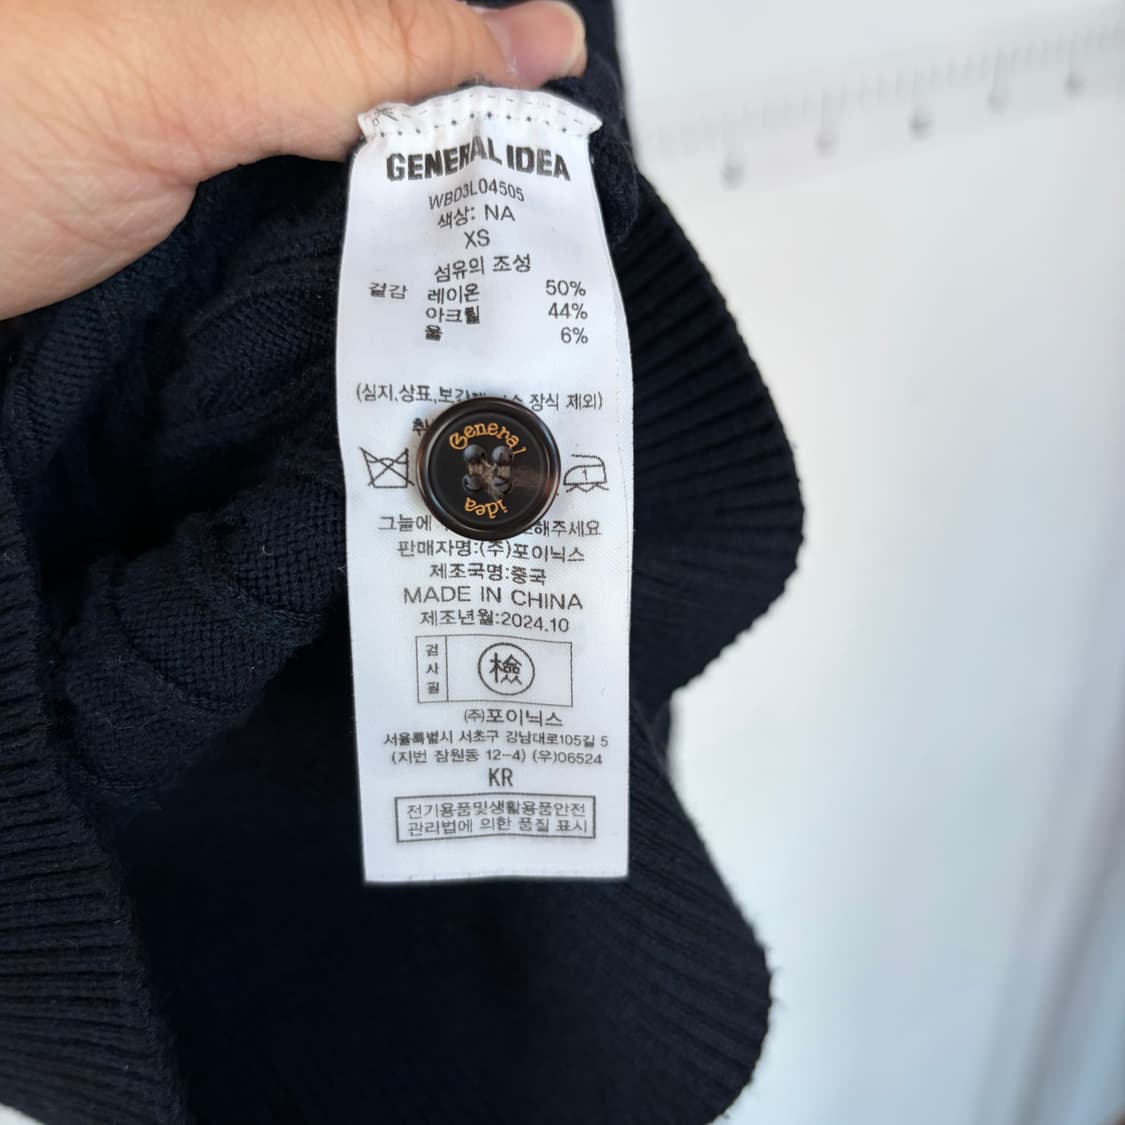 GENERAL IDEA
WBD3L04505
색상: NA
XS
섬유의 조성
겉감 레이온 50%
아크릴 44%
울 6%
(심지,상표,보강재 장식 제외)
취
General
idea
1
그늘에 해주세요
판매자명:(주)포이닉스
제조국명:중국
MADE IN CHINA
제조년월:2024.10
검사필 檢
(주)포이닉스
서울특별시 서초구 강남대로105길 5
(지번 잠원동 12-4) (우)06524
KR
전기용품및생활용품안전
관리법에 의한 품질 표시